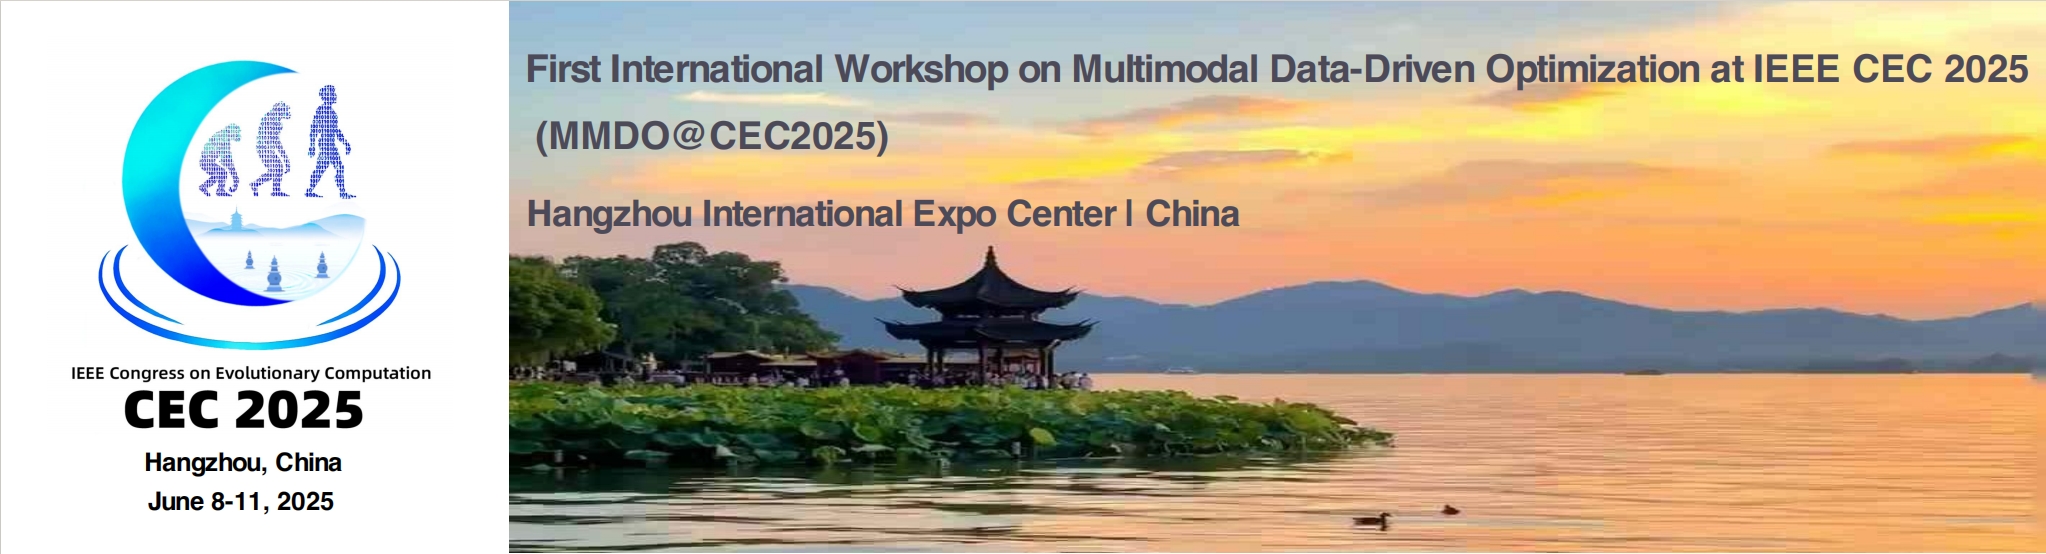 IEEE Congress on Evolutionary Computation
CEC 2025
Hangzhou, China
June 8-11, 2025
First International Workshop on Multimodal Data-Driven Optimization at IEEE CEC 2025
(MMDO@CEC2025)
Hangzhou International Expo Center | China